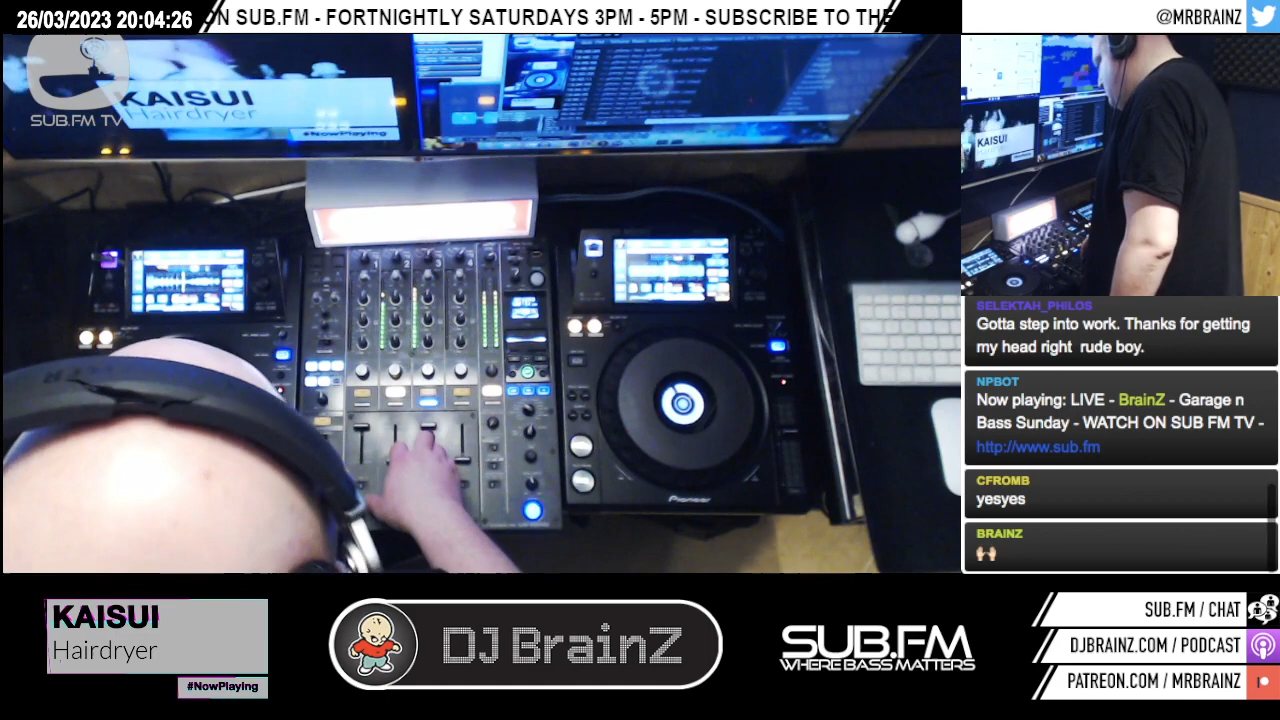 26/03/2023 20:04:26
ON SUB.FM - FORTNIGHTLY SATURDAYS 3PM - 5PM - SUBSCRIBE TO THE
@MRBRAINZ
SUB.FM TV
KAISUI
Hairdryer
#NowPlaying
KAISUI
Pioneer
SELEKTAH_PHILOS
Gotta step into work. Thanks for getting
my head right rude boy.
NPBOT
Now playing: LIVE - BrainZ - Garage n
Bass Sunday - WATCH ON SUB FM TV -
http://www.sub.fm
CFROMB
yesyes
BRAINZ
KAISUI
Hairdryer
#NowPlaying
DJ BrainZ
SUB.FM
WHERE BASS MATTERS
SUB.FM / CHAT
DJBRAINZ.COM / PODCAST
PATREON.COM / MRBRAINZ